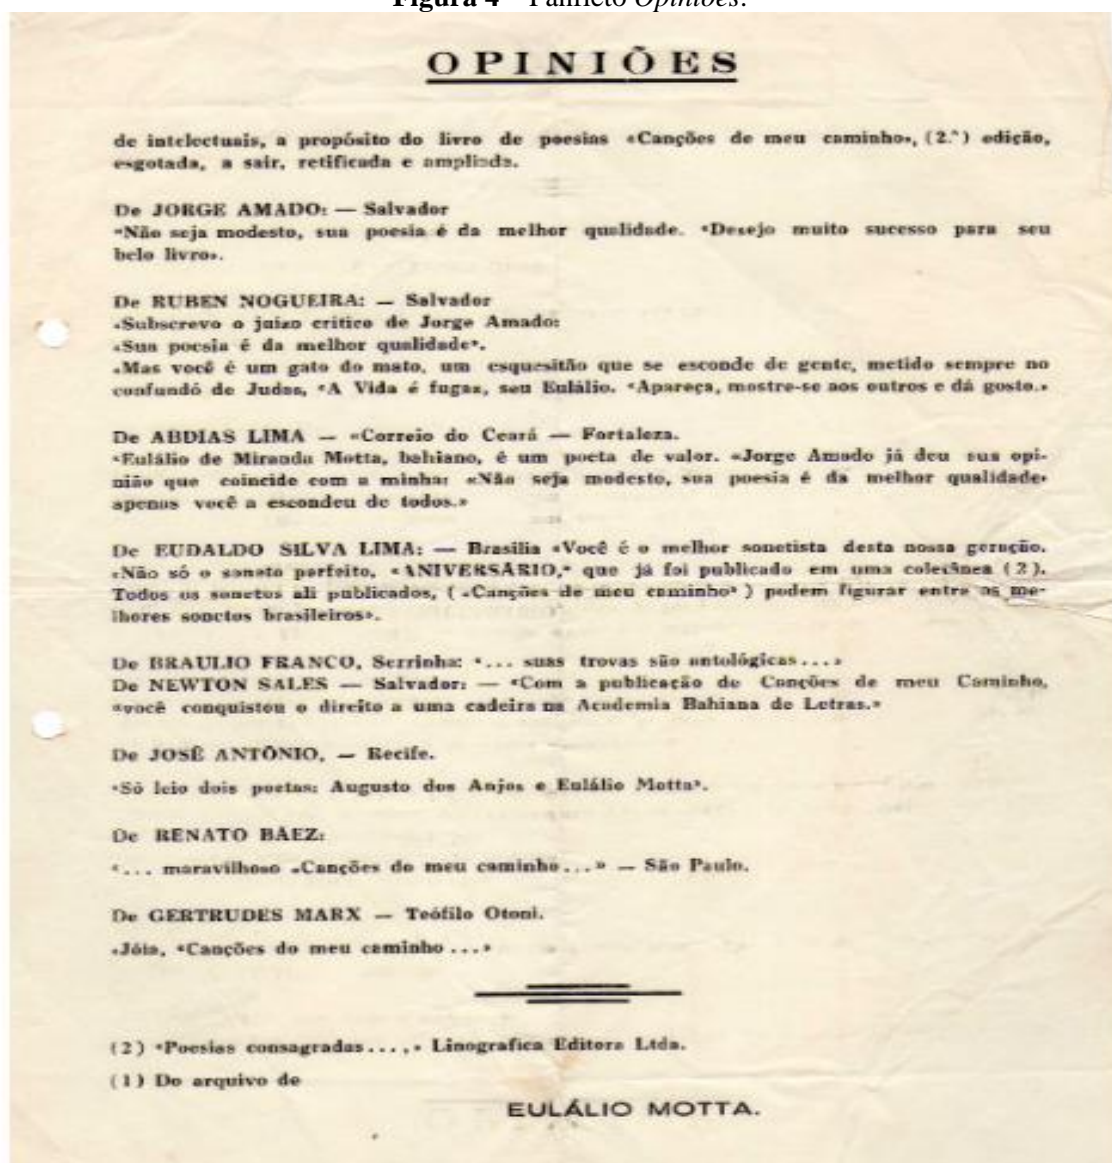 Figura 4 – Panfleto Opiniões.
OPINIÕES
de intelectuais, a propósito do livro de poesias «Canções de meu caminho», (2.ª) edição,
esgotada, a sair, retificada e ampliada.
De JORGE AMADO: — Salvador
«Não seja modesto, sua poesia é da melhor qualidade. «Desejo muito sucesso para seu
belo livro».
De RUBEN NOGUEIRA: — Salvador
«Subscrevo o juizo critico de Jorge Amado:
«Sua poesia é da melhor qualidade».
«Mas você é um gato do mato, um esquesitão que se esconde de gente, metido sempre no
confundó de Judas, «A Vida é fugas, seu Eulálio. «Apareça, mostre-se aos outros e dá gosto.»
De ABDIAS LIMA — «Correio do Ceará — Fortaleza.
«Eulálio de Miranda Motta, bahiano, é um poeta de valor. «Jorge Amado já deu sua opi-
nião que coincide com a minha: «Não seja modesto, sua poesia é da melhor qualidade»
apenas você a escondeu de todos.»
De EUDALDO SILVA LIMA: — Brasilia «Você é o melhor sonetista desta nossa geração.
«Não só o soneto perfeito, «ANIVERSÁRIO,» que já foi publicado em uma coletânea (2).
Todos os sonetos ali publicados, ( «Canções de meu caminho» ) podem figurar entre os me-
lhores sonetos brasileiros».
De BRAULIO FRANCO, Serrinha: «... suas trovas são antológicas....»
De NEWTON SALES — Salvador: — «Com a publicação de Canções de meu Caminho,
«você conquistou o direito a uma cadeira na Academia Bahiana de Letras.»
De JOSÊ ANTÔNIO, — Recife.
«Só leio dois poetas: Augusto dos Anjos e Eulálio Motta».
De RENATO BÁEZ:
«... maravilhoso «Canções do meu caminho...» — São Paulo.
De GERTRUDES MARX — Teófilo Otoni.
«Jóia, «Canções do meu caminho ...»
(2) «Poesias consagradas...,» Linografica Editora Ltda.
(1) Do arquivo de
EULÁLIO MOTTA.